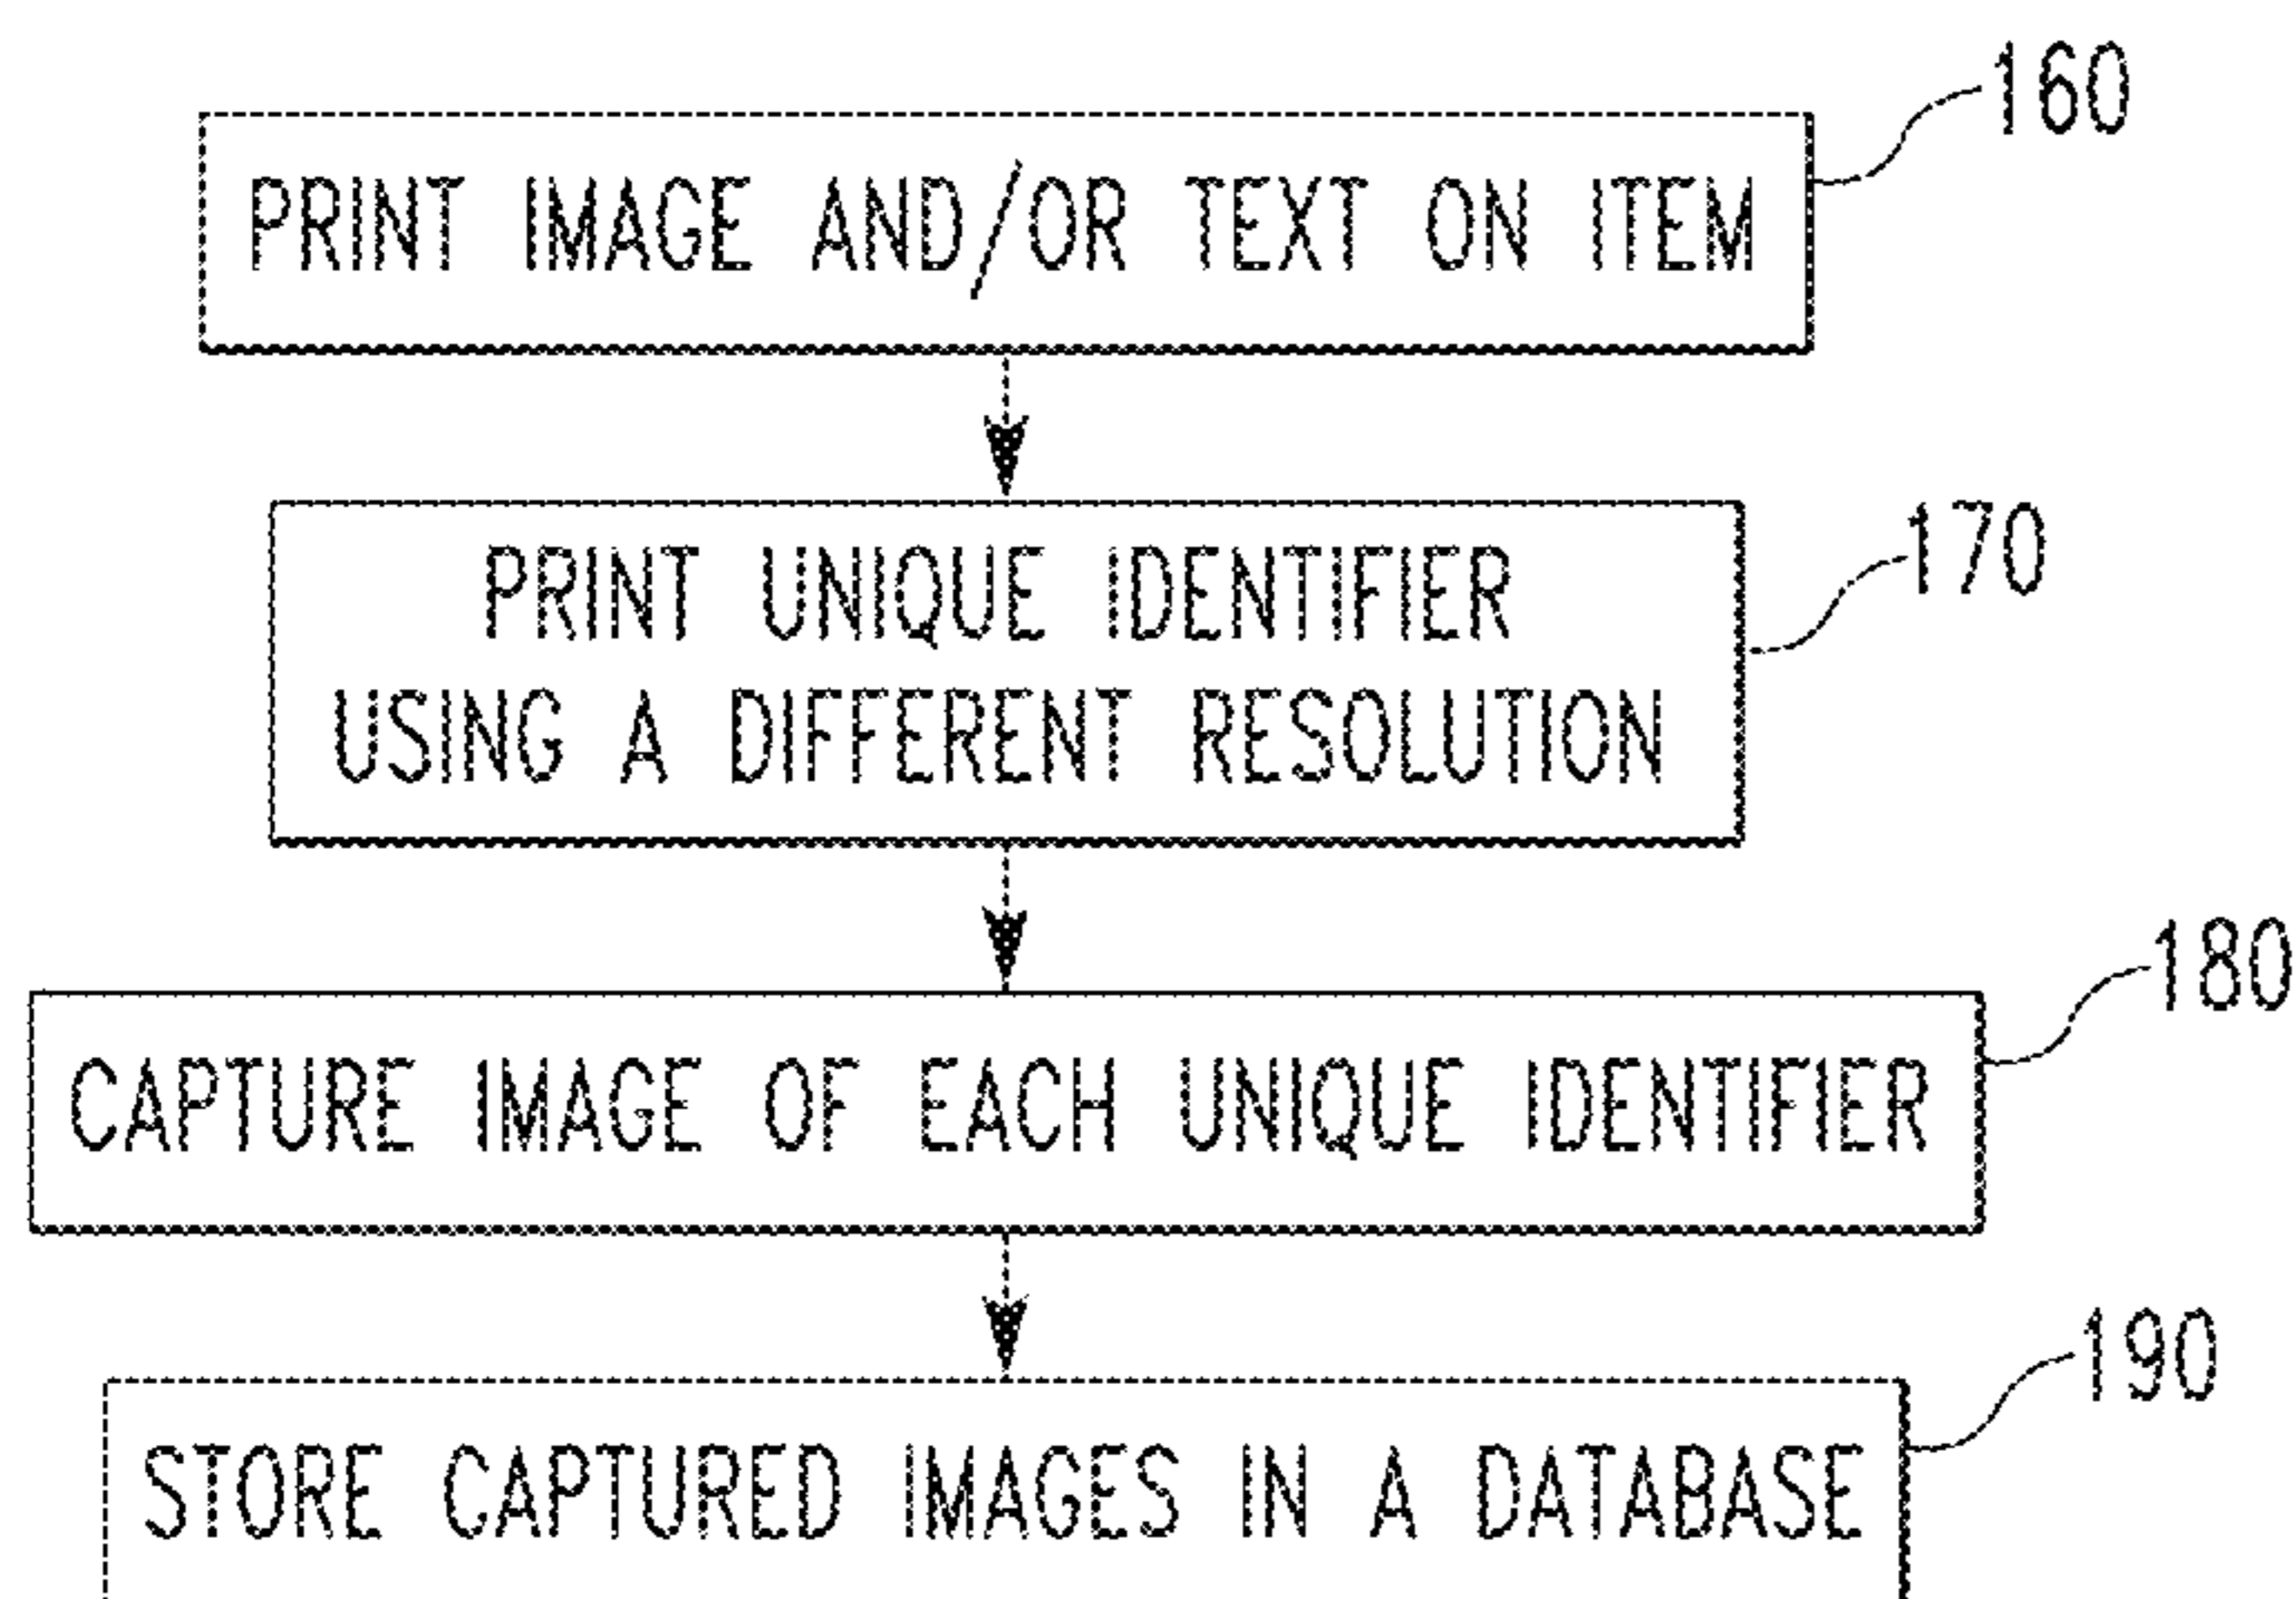 160
PRINT IMAGE AND/OR TEXT ON ITEM
170
PRINT UNIQUE IDENTIFIER
USING A DIFFERENT RESOLUTION
180
CAPTURE IMAGE OF EACH UNIQUE IDENTIFIER
190
STORE CAPTURED IMAGES IN A DATABASE